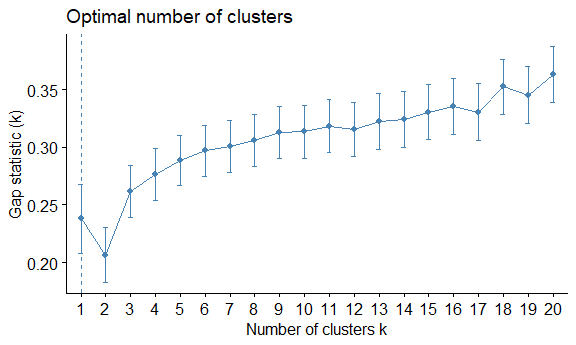 Optimal number of clusters
Gap statistic (k)
0.35
0.30
0.25
0.20
1 2 3 4 5 6 7 8 9 10 11 12 13 14 15 16 17 18 19 20
Number of clusters k